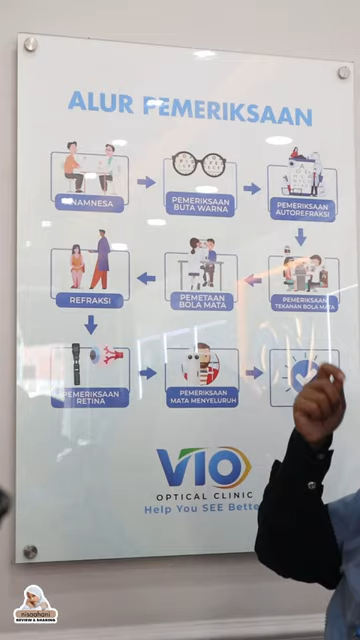 ALUR PEMERIKSAAN
ANAMNESA
PEMERIKSAAN
BUTA WARNA
PEMERIKSAAN
AUTOREFRAKSI
REFRAKSI
PEMETAAN
BOLA MATA
PEMERIKSAAN
TEKANAN BOLA MATA
PEMERIKSAAN
RETINA
PEMERIKSAAN
MATA MENYELURUH
VIO
OPTICAL CLINIC
Help You SEE Bette
nisaahani
REVIEW & SHARING